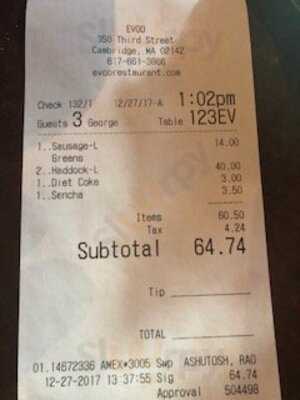 EVOO
350 Third Street
Cambridge, MA 02142
617-661-3866
evoorestaurant.com
Check 132/1 12/27/17-A 1:02pm
Guests 3 George Table 123EV
1..Sausage-L 14.00
Greens
2..Haddock-L 40.00
1..Diet Coke 3.00
1..Sencha 3.50
Items 60.50
Tax 4.24
Subtotal 64.74
Tip
TOTAL
01.14672336 AMEX*3005 Swp ASHUTOSH, RAO
12-27-2017 13:37:55 Sig 64.74
Approval 504498